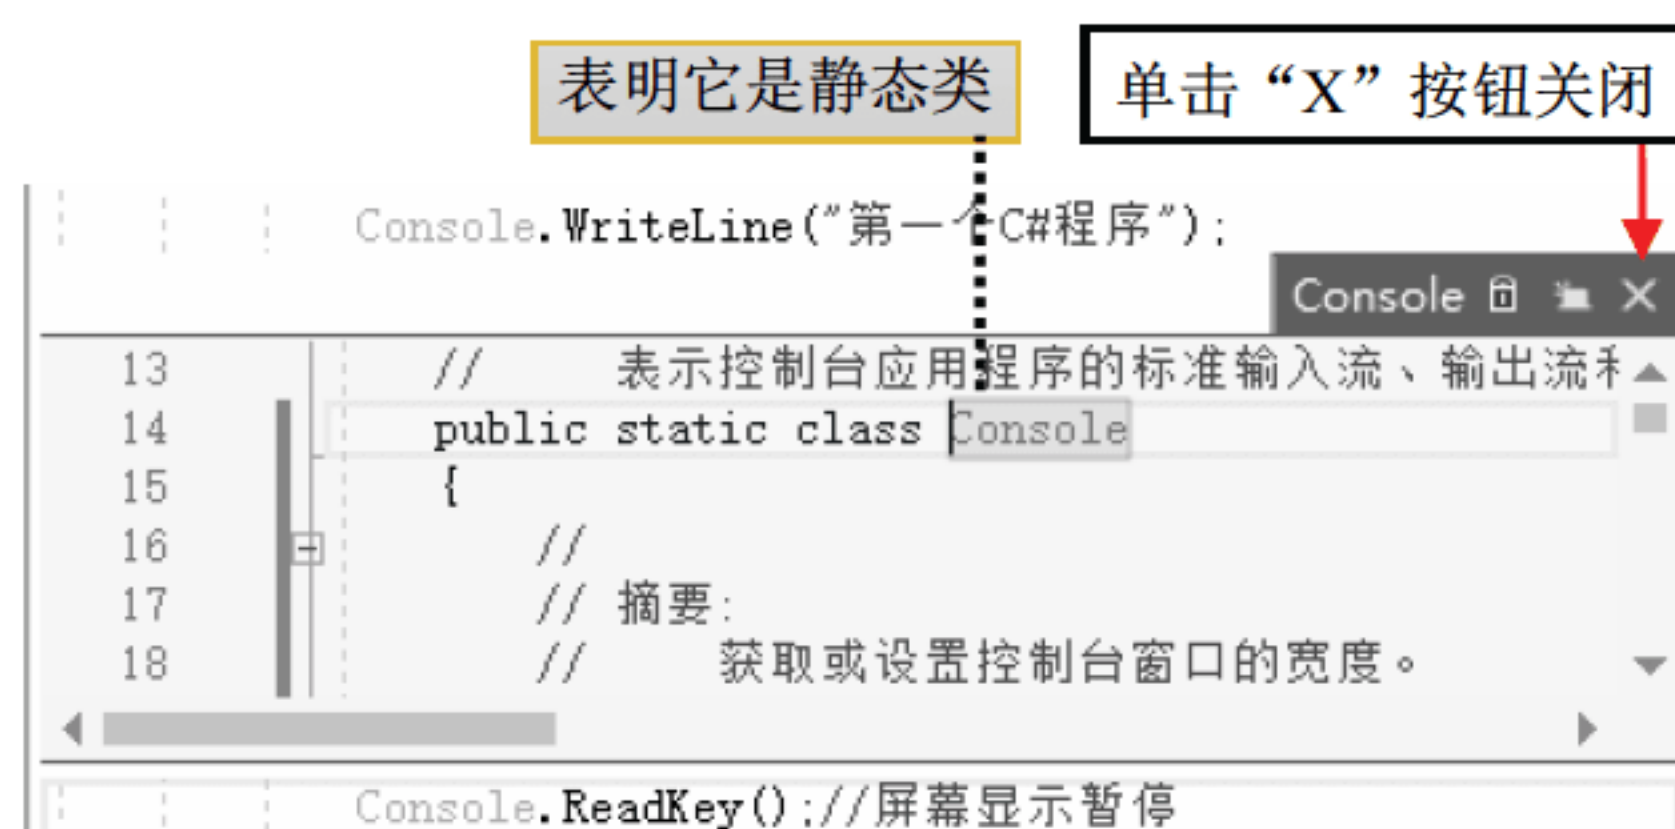 表明它是静态类
单击“X”按钮关闭
Console.WriteLine("第一个C#程序");
Console
13 // 表示控制台应用程序的标准输入流、输出流
14 public static class Console
15 {
16 //
17 // 摘要:
18 // 获取或设置控制台窗口的宽度。
Console.ReadKey();//屏幕显示暂停